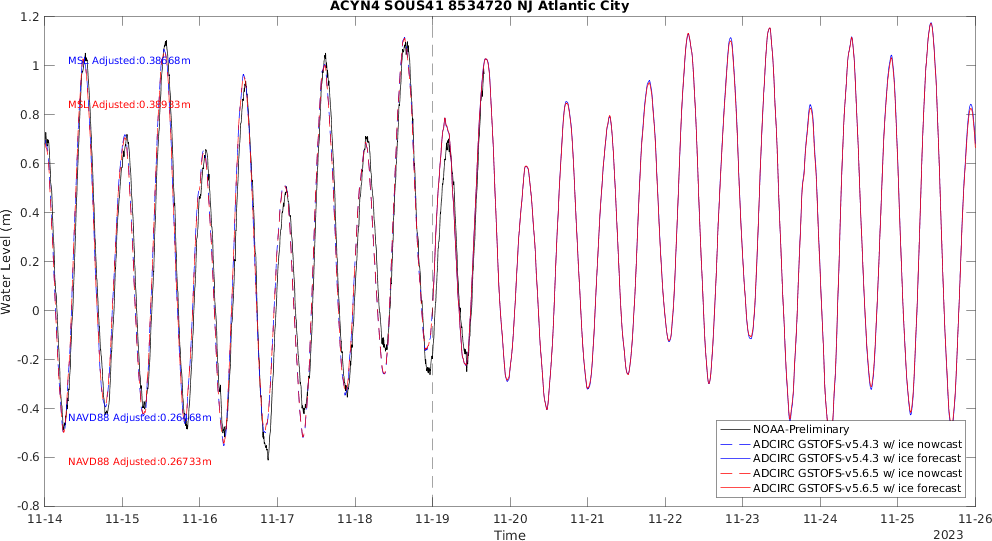 ACYN4 SOUS41 8534720 NJ Atlantic City
Water Level (m)
1.2
1
0.8
0.6
0.4
0.2
0
-0.2
-0.4
-0.6
-0.8
MSL Adjusted:0.38668m
MSL Adjusted:0.38933m
NAVD88 Adjusted:0.26468m
NAVD88 Adjusted:0.26733m
NOAA-Preliminary
ADCIRC GSTOFS-v5.4.3 w/ ice nowcast
ADCIRC GSTOFS-v5.4.3 w/ ice forecast
ADCIRC GSTOFS-v5.6.5 w/ ice nowcast
ADCIRC GSTOFS-v5.6.5 w/ ice forecast
11-14 11-15 11-16 11-17 11-18 11-19 11-20 11-21 11-22 11-23 11-24 11-25 11-26
Time
2023